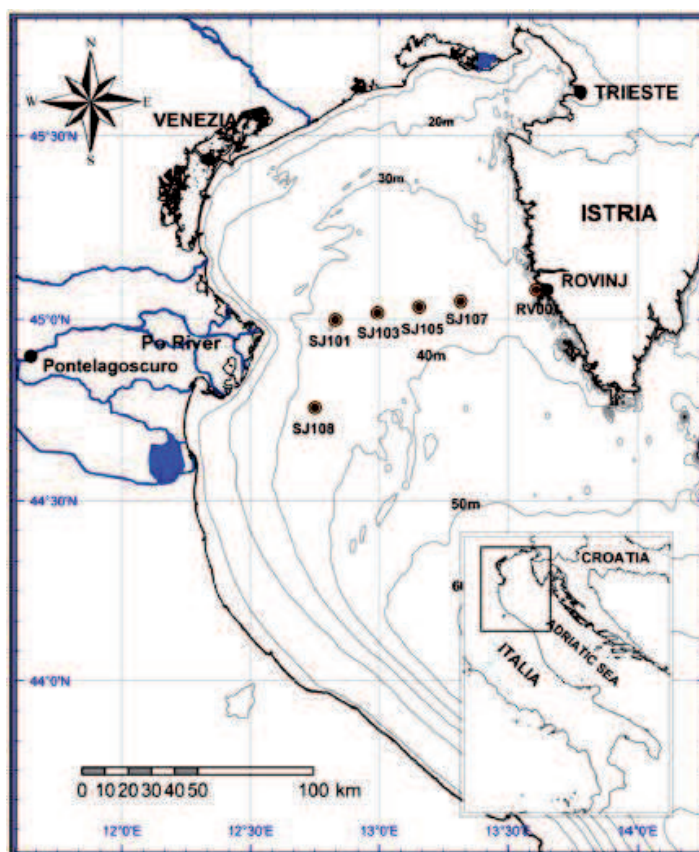 N
W
E
S
TRIESTE
VENEZIA
45°30'N
20m
30m
ISTRIA
ROVINJ
RV001
45°0'N
SJ101
SJ103
SJ105
SJ107
Po River
Pontelagoscuro
40m
SJ108
44°30'N
50m
CROATIA
ADRIATIC SEA
ITALIA
44°0'N
0 10 20 30 40 50 100 km
12°0'E 12°30'E 13°0'E 13°30'E 14°0'E